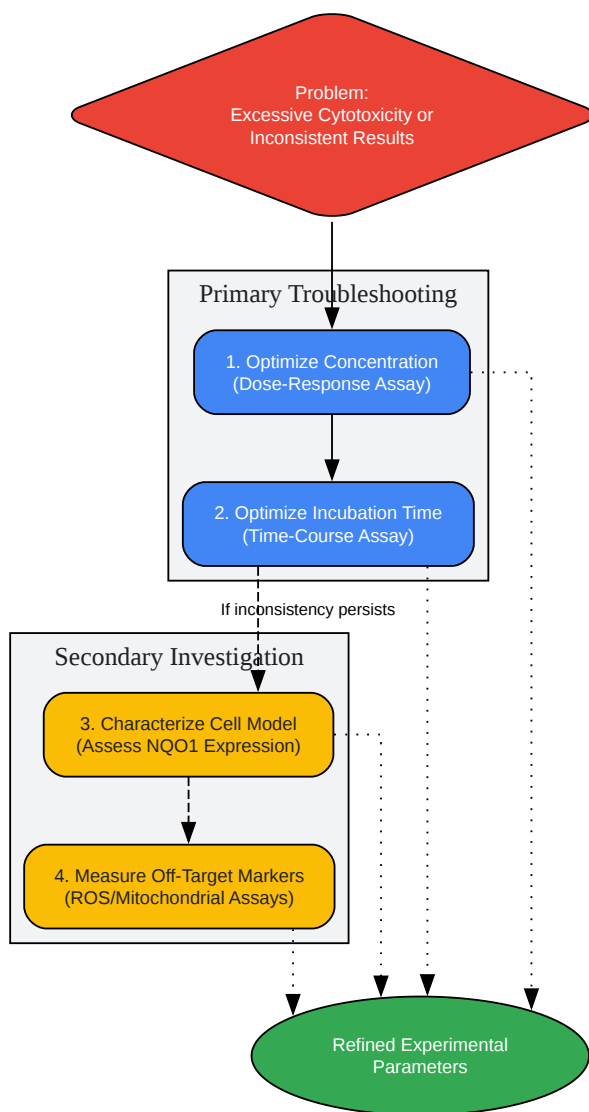 Problem:
Excessive Cytotoxicity or
Inconsistent Results
Primary Troubleshooting
1. Optimize Concentration
(Dose-Response Assay)
2. Optimize Incubation Time
(Time-Course Assay)
If inconsistency persists
Secondary Investigation
3. Characterize Cell Model
(Assess NQO1 Expression)
4. Measure Off-Target Markers
(ROS/Mitochondrial Assays)
Refined Experimental
Parameters